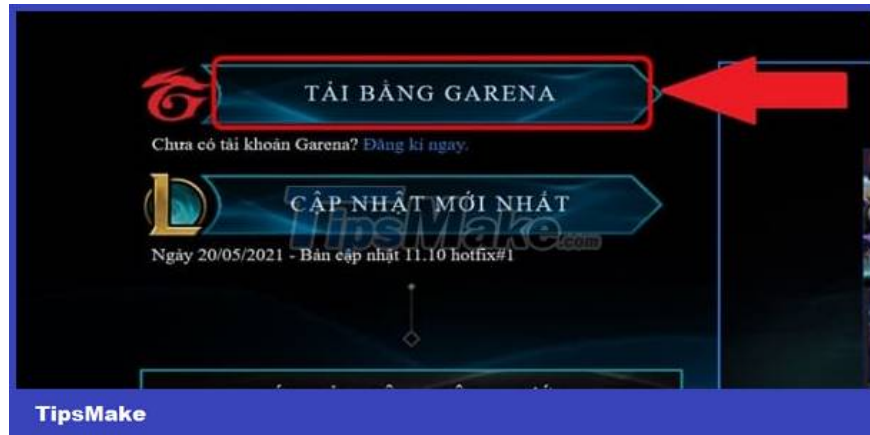 TẢI BẰNG GARENA
Chưa có tài khoản Garena? Đăng kí ngay.
CẬP NHẬT MỚI NHẤT
TipsMake.com
Ngày 20/05/2021 - Bản cập nhật 11.10 hotfix#1
TipsMake